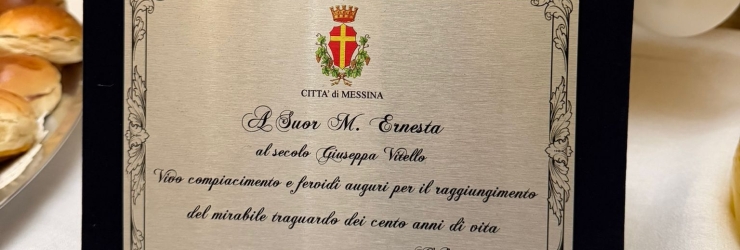 CITTA' di MESSINA
A Suor M. Ernesta
al secolo Giuseppa Vitello
Vivo compiacimento e fervidi auguri per il raggiungimento
del mirabile traguardo dei cento anni di vita